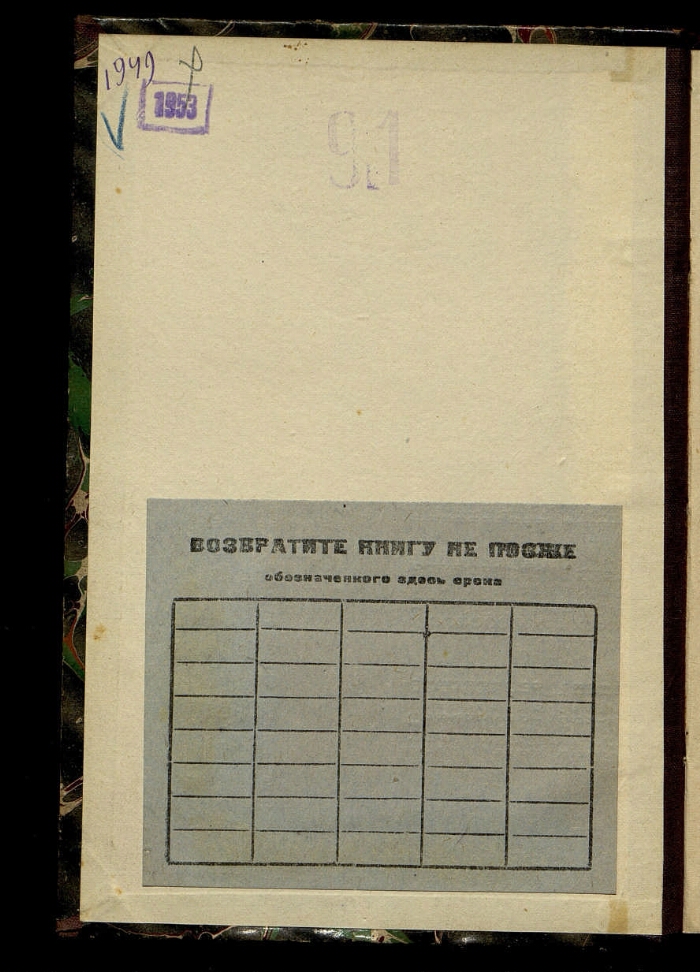 1949
1953
91
ВОЗВРАТИТЕ КНИГУ НЕ ПОЗЖЕ
обозначенного здесь срока